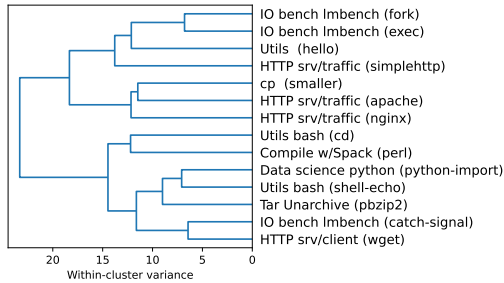 IO bench lmbench (fork)
IO bench lmbench (exec)
Utils  (hello)
HTTP srv/traffic (simplehttp)
cp  (smaller)
HTTP srv/traffic (apache)
HTTP srv/traffic (nginx)
Utils bash (cd)
Compile w/Spack (perl)
Data science python (python-import)
Utils bash (shell-echo)
Tar Unarchive (pbzip2)
IO bench lmbench (catch-signal)
HTTP srv/client (wget)
20 15 10 5 0
Within-cluster variance